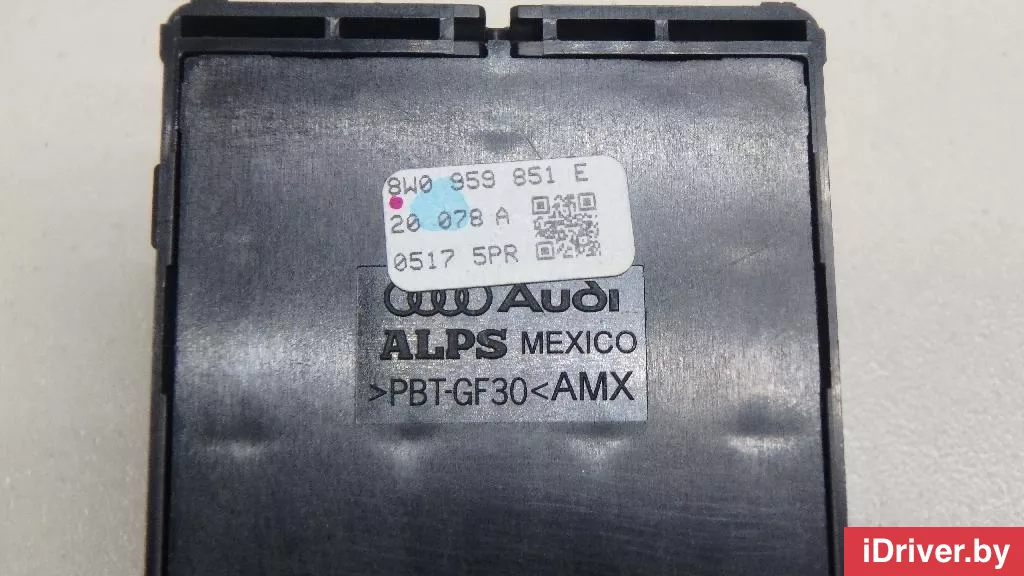 8W0 959 851 E
20 078 A
0517 5PR
Audi
ALPS MEXICO
>PBT-GF30<AMX
iDriver.by